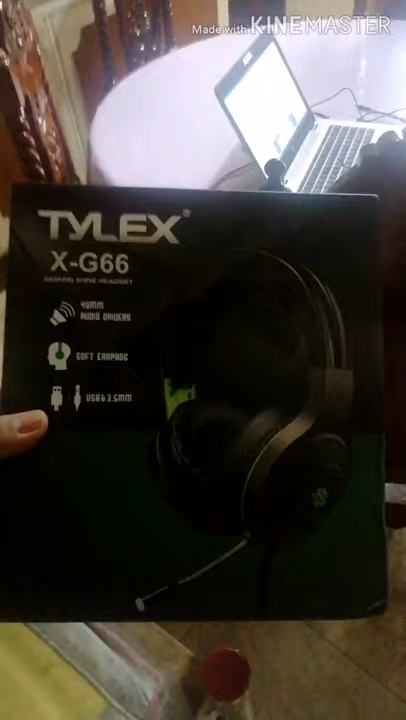 Made with KINEMASTER
TYLEX®
X-G66
GAMING SHINE HEADSET
40MM
AUDIO DRIVERS
SOFT EARPADS
USB & 3.5MM